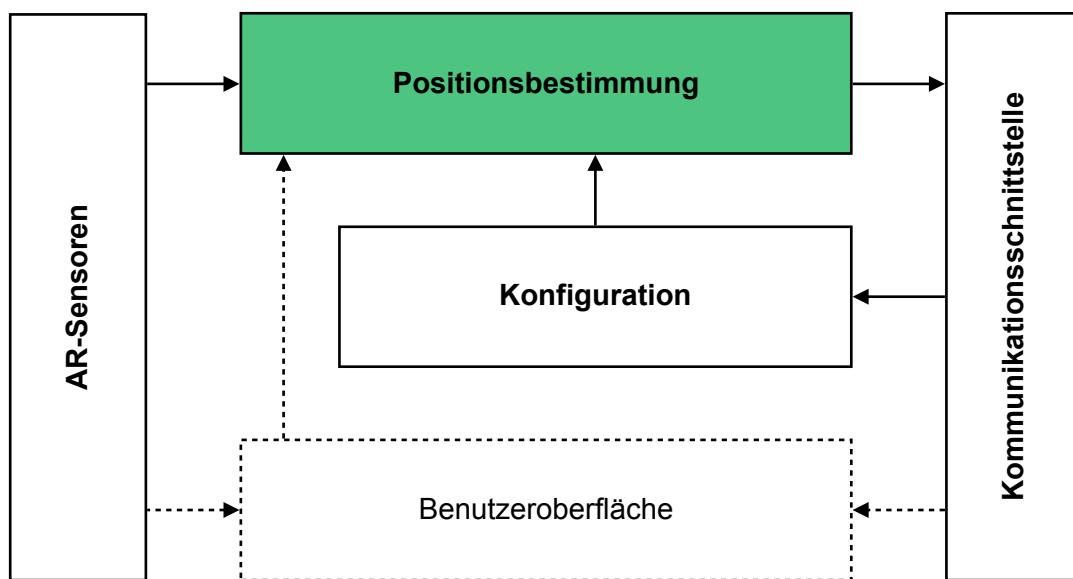 AR-Sensoren
Positionsbestimmung
Konfiguration
Benutzeroberfläche
Kommunikationsschnittstelle